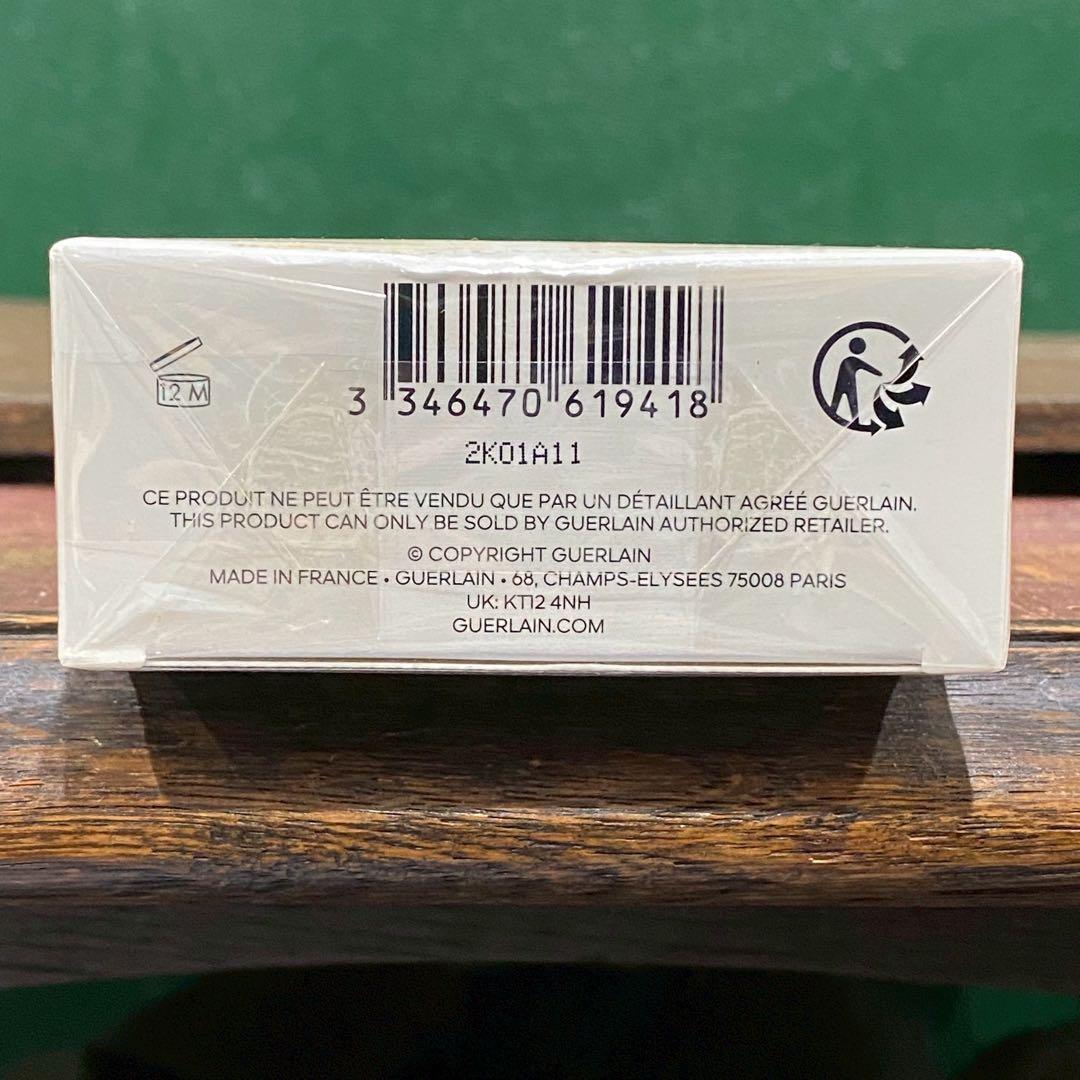 12 M
3 346470 619418
2K01A11
CE PRODUIT NE PEUT ÊTRE VENDU QUE PAR UN DÉTAILLANT AGRÉÉ GUERLAIN.
THIS PRODUCT CAN ONLY BE SOLD BY GUERLAIN AUTHORIZED RETAILER.
© COPYRIGHT GUERLAIN
MADE IN FRANCE • GUERLAIN • 68, CHAMPS-ELYSEES 75008 PARIS
UK: KT12 4NH
GUERLAIN.COM